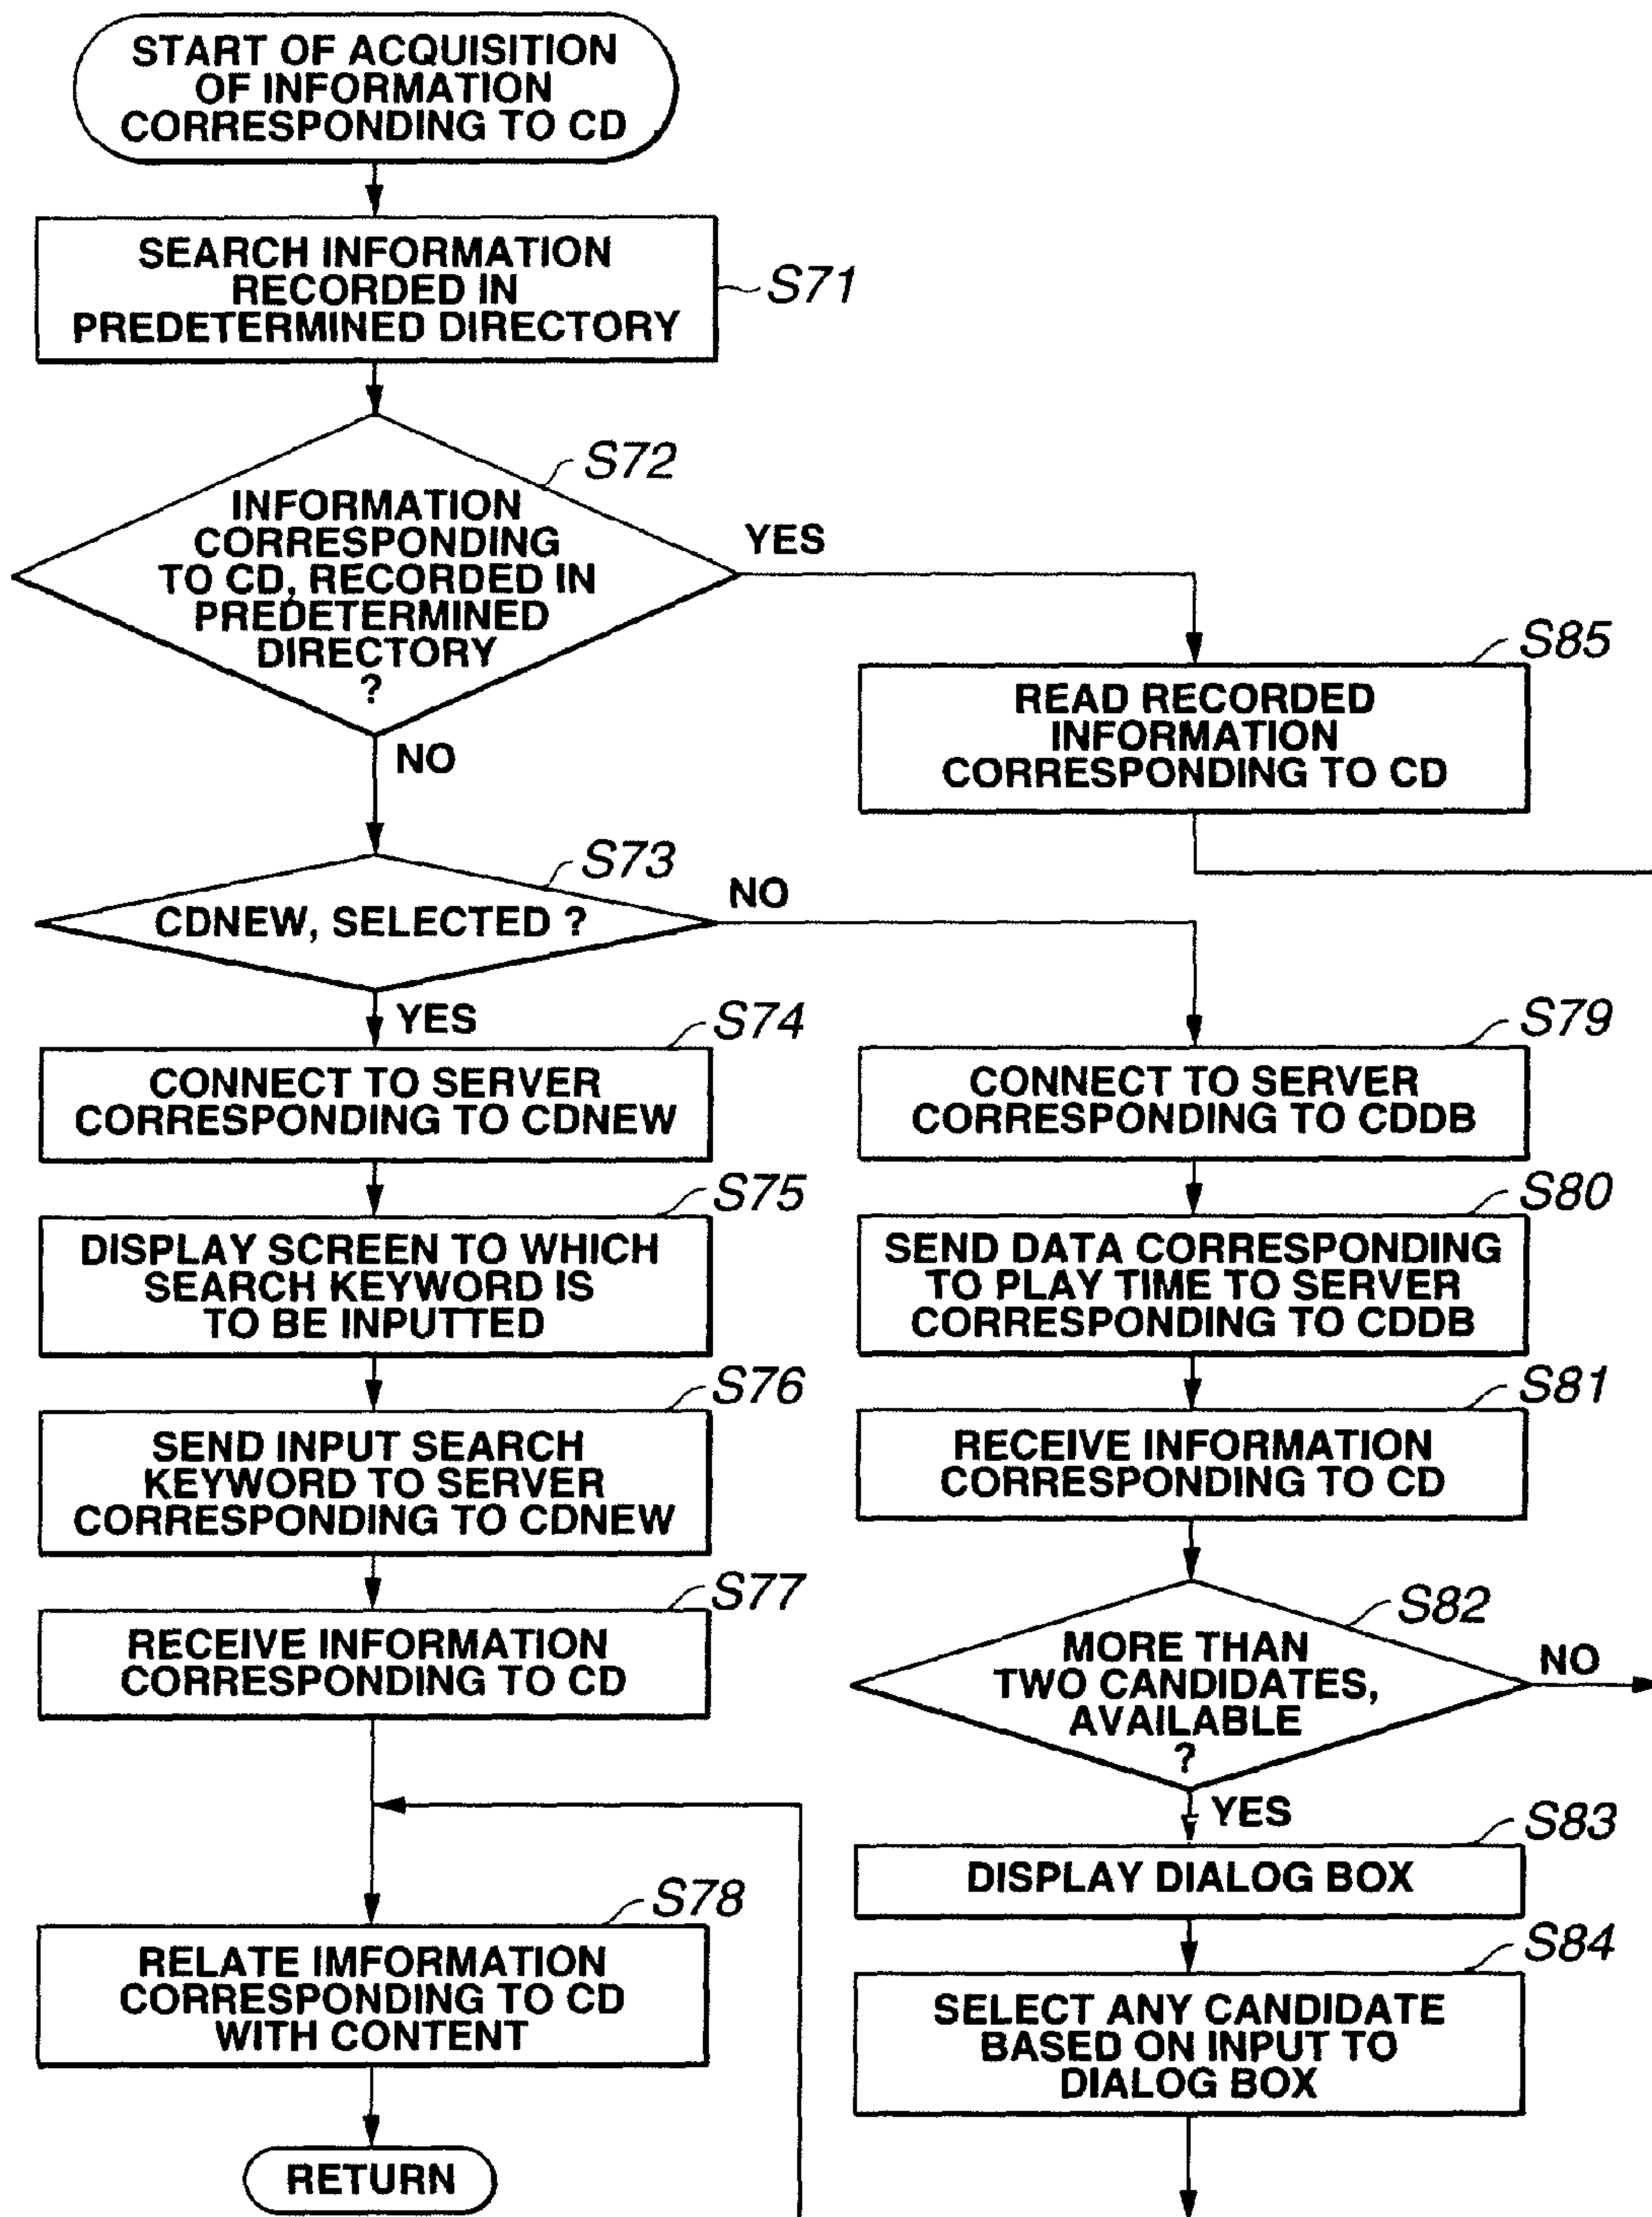 START OF ACQUISITION
OF INFORMATION
CORRESPONDING TO CD
SEARCH INFORMATION
RECORDED IN
PREDETERMINED DIRECTORY
S71
S72
INFORMATION
CORRESPONDING
TO CD, RECORDED IN
PREDETERMINED
DIRECTORY
?
YES
NO
S85
READ RECORDED
INFORMATION
CORRESPONDING TO CD
S73
CDNEW, SELECTED ?
NO
YES
S74
CONNECT TO SERVER
CORRESPONDING TO CDNEW
S75
DISPLAY SCREEN TO WHICH
SEARCH KEYWORD IS
TO BE INPUTTED
S76
SEND INPUT SEARCH
KEYWORD TO SERVER
CORRESPONDING TO CDNEW
S77
RECEIVE INFORMATION
CORRESPONDING TO CD
S78
RELATE IMFORMATION
CORRESPONDING TO CD
WITH CONTENT
RETURN
S79
CONNECT TO SERVER
CORRESPONDING TO CDDB
S80
SEND DATA CORRESPONDING
TO PLAY TIME TO SERVER
CORRESPONDING TO CDDB
S81
RECEIVE INFORMATION
CORRESPONDING TO CD
S82
MORE THAN
TWO CANDIDATES,
AVAILABLE
?
NO
YES
S83
DISPLAY DIALOG BOX
S84
SELECT ANY CANDIDATE
BASED ON INPUT TO
DIALOG BOX